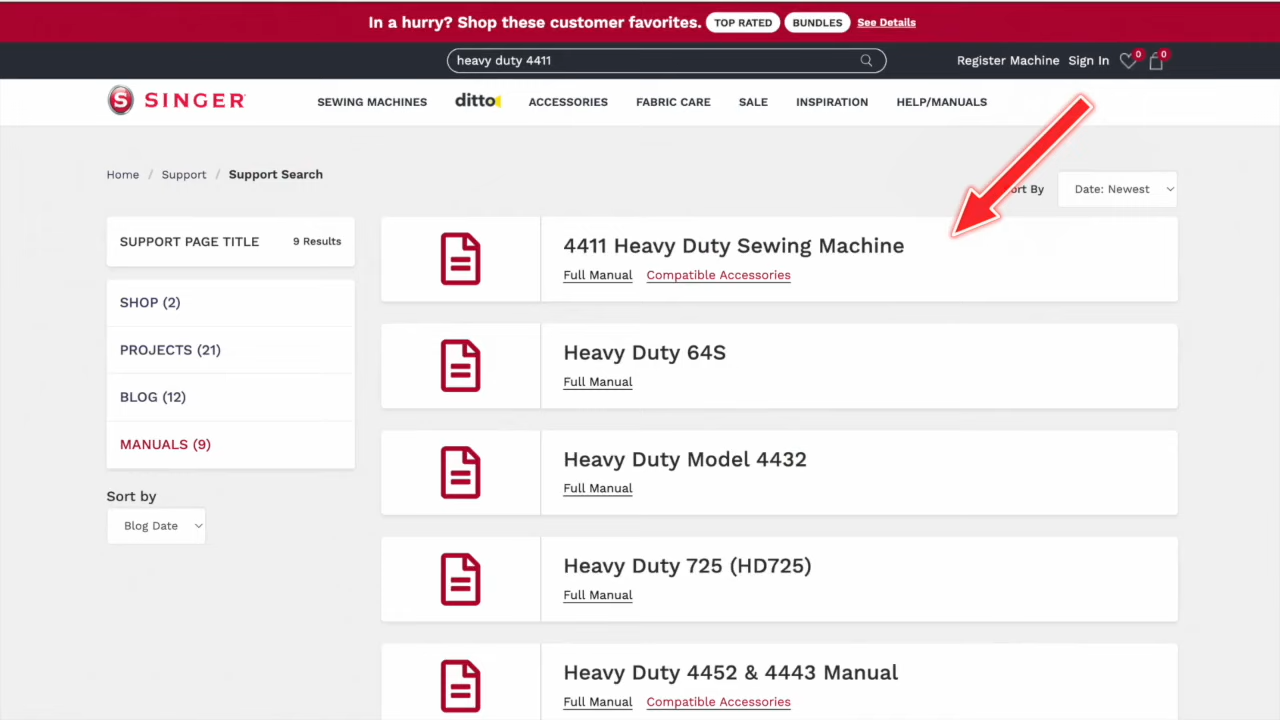 In a hurry? Shop these customer favorites. TOP RATED BUNDLES See Details
heavy duty 4411
Register Machine Sign In 0 0
S SINGER
SEWING MACHINES ditto ACCESSORIES FABRIC CARE SALE INSPIRATION HELP/MANUALS
Home / Support / Support Search
By Date: Newest
SUPPORT PAGE TITLE 9 Results
SHOP (2)
PROJECTS (21)
BLOG (12)
MANUALS (9)
Sort by
Blog Date
4411 Heavy Duty Sewing Machine
Full Manual Compatible Accessories
Heavy Duty 64S
Full Manual
Heavy Duty Model 4432
Full Manual
Heavy Duty 725 (HD725)
Full Manual
Heavy Duty 4452 & 4443 Manual
Full Manual Compatible Accessories